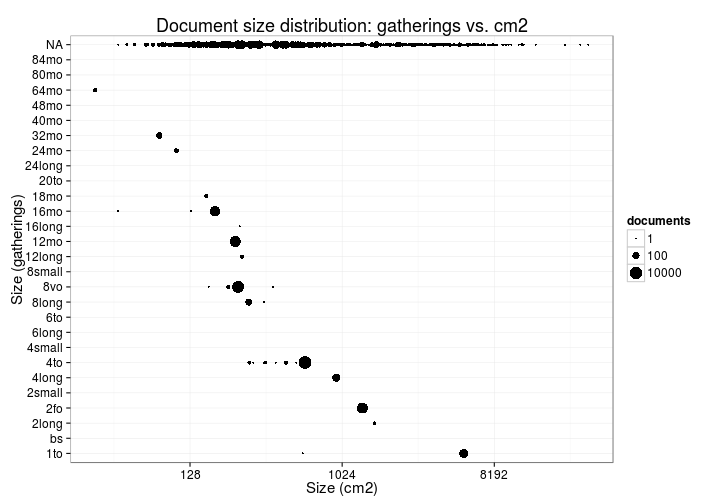 Document size distribution: gatherings vs. cm2
NA
84mo
80mo
64mo
48mo
40mo
32mo
24mo
24long
20to
18mo
16mo
16long
12mo
12long
8small
8vo
8long
6to
6long
4small
4to
4long
2small
2fo
2long
bs
1to
Size (gatherings)
128
1024
8192
Size (cm2)
documents
1
100
10000